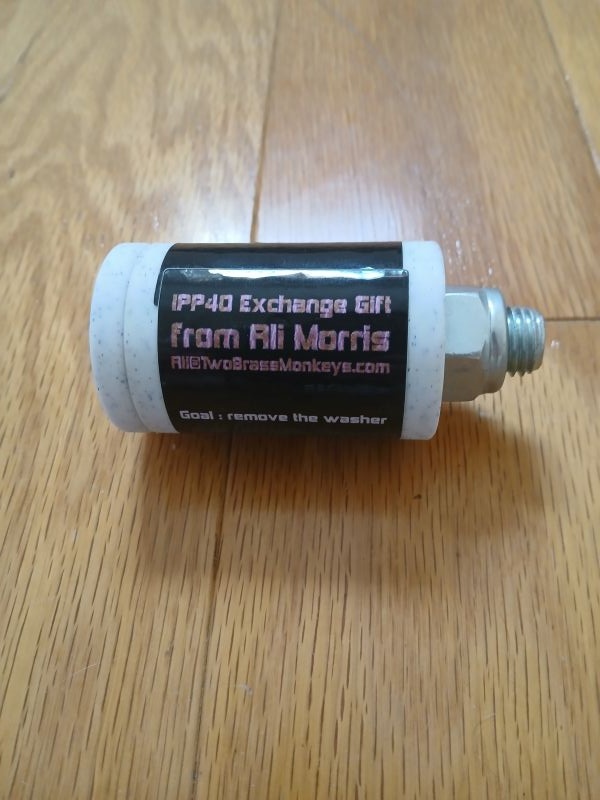 IPP40 Exchange Gift
from Ali Morris
Ali@TwoBrassMonkeys.com
Goal : remove the washer